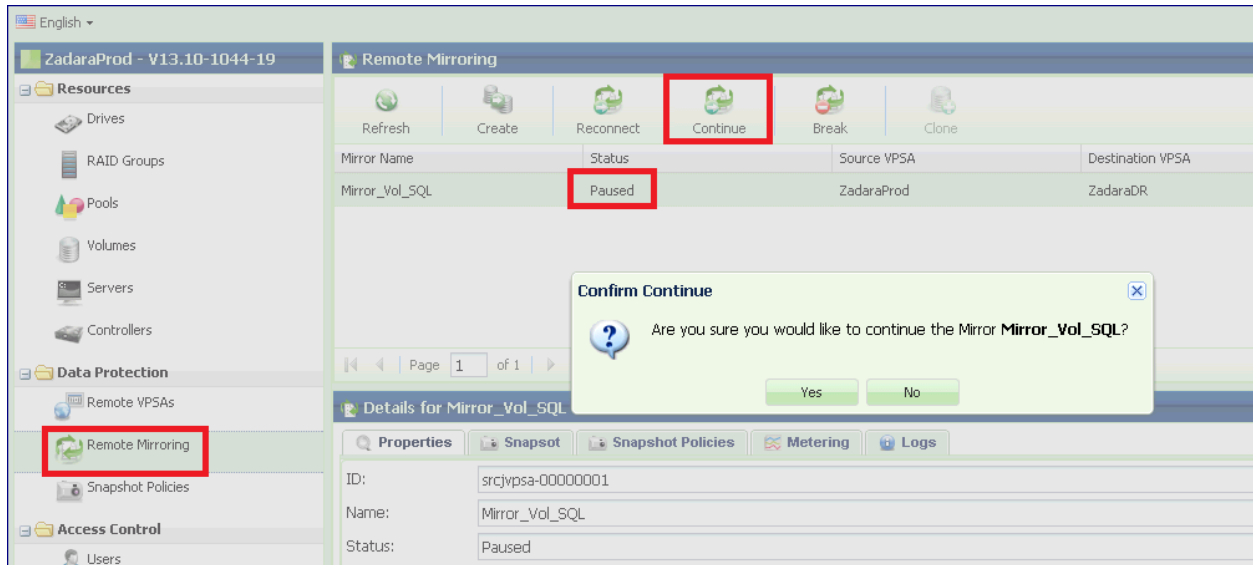 English
ZadaraProd - V13.10-1044-19
Resources
Drives
RAID Groups
Pools
Volumes
Servers
Controllers
Data Protection
Remote VPSAs
Remote Mirroring
Snapshot Policies
Access Control
Users
Remote Mirroring
Refresh Create Reconnect Continue Break Clone
Mirror Name Status Source VPSA Destination VPSA
Mirror_Vol_SQL Paused ZadaraProd ZadaraDR
Confirm Continue
Are you sure you would like to continue the Mirror Mirror_Vol_SQL?
Yes No
Page 1 of 1
Details for Mirror_Vol_SQL
Properties Snapsot Snapshot Policies Metering Logs
ID: srcjvpsa-00000001
Name: Mirror_Vol_SQL
Status: Paused